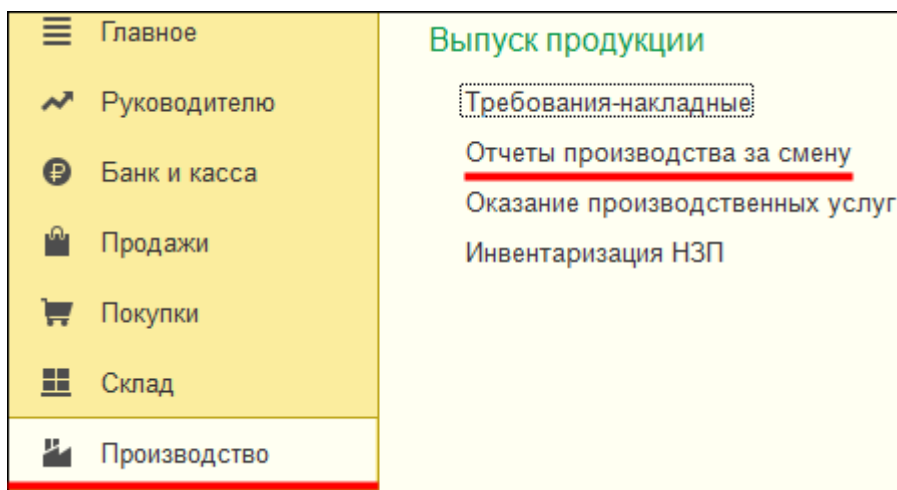 Главное
Руководителю
Банк и касса
Продажи
Покупки
Склад
Производство
Выпуск продукции
Требования-накладные
Отчеты производства за смену
Оказание производственных услуг
Инвентаризация НЗП